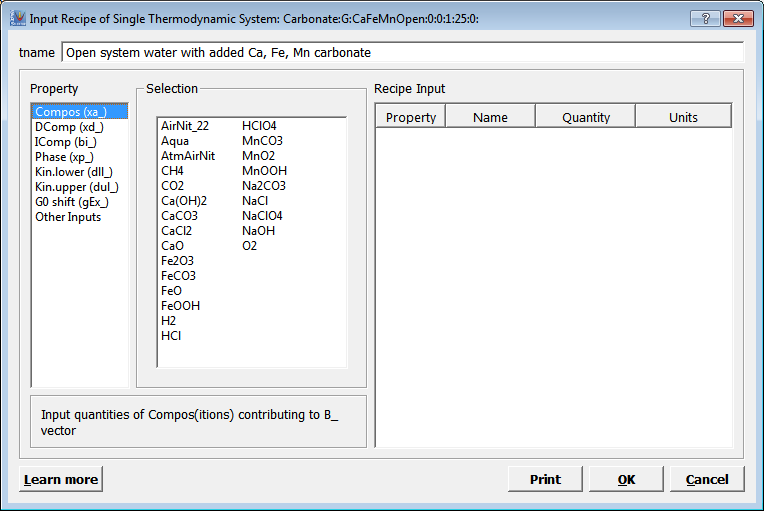 Input Recipe of Single Thermodynamic System: Carbonate:G:CaFeMnOpen:0:0:1:25:0:
tname Open system water with added Ca, Fe, Mn carbonate
Property
Compos (xa_)
DComp (xd_)
IComp (bi_)
Phase (xp_)
Kin.lower (dll_)
Kin.upper (dul_)
G0 shift (gEx_)
Other Inputs
Selection
AirNit_22
Aqua
AtmAirNit
CH4
CO2
Ca(OH)2
CaCO3
CaCl2
CaO
Fe2O3
FeCO3
FeO
FeOOH
H2
HCl
HClO4
MnCO3
MnO2
MnOOH
Na2CO3
NaCl
NaClO4
NaOH
O2
Recipe Input
Property Name Quantity Units
Input quantities of Compos(itions) contributing to B_
vector
Learn more Print OK Cancel